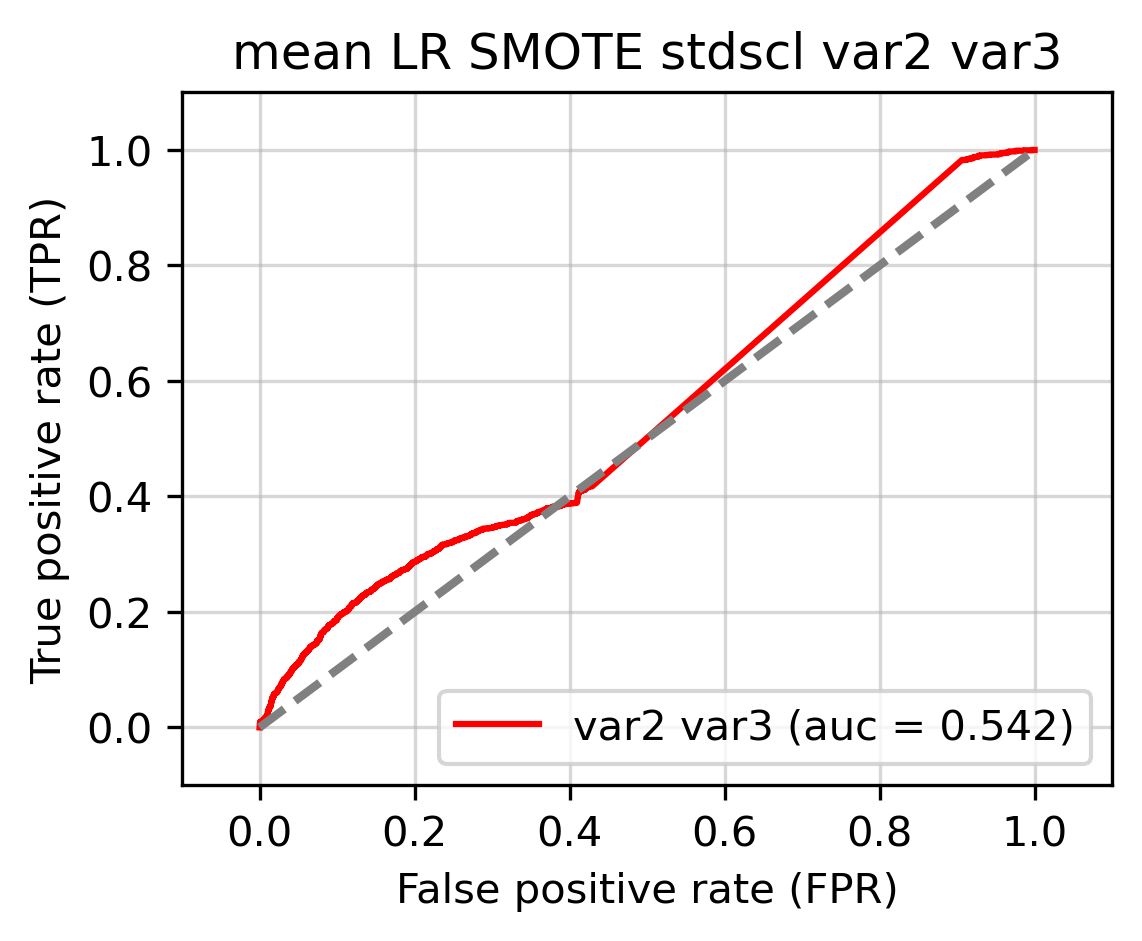 mean LR SMOTE stdscl var2 var3
True positive rate (TPR)
1.0
0.8
0.6
0.4
0.2
0.0
var2 var3 (auc = 0.542)
0.0 0.2 0.4 0.6 0.8 1.0
False positive rate (FPR)